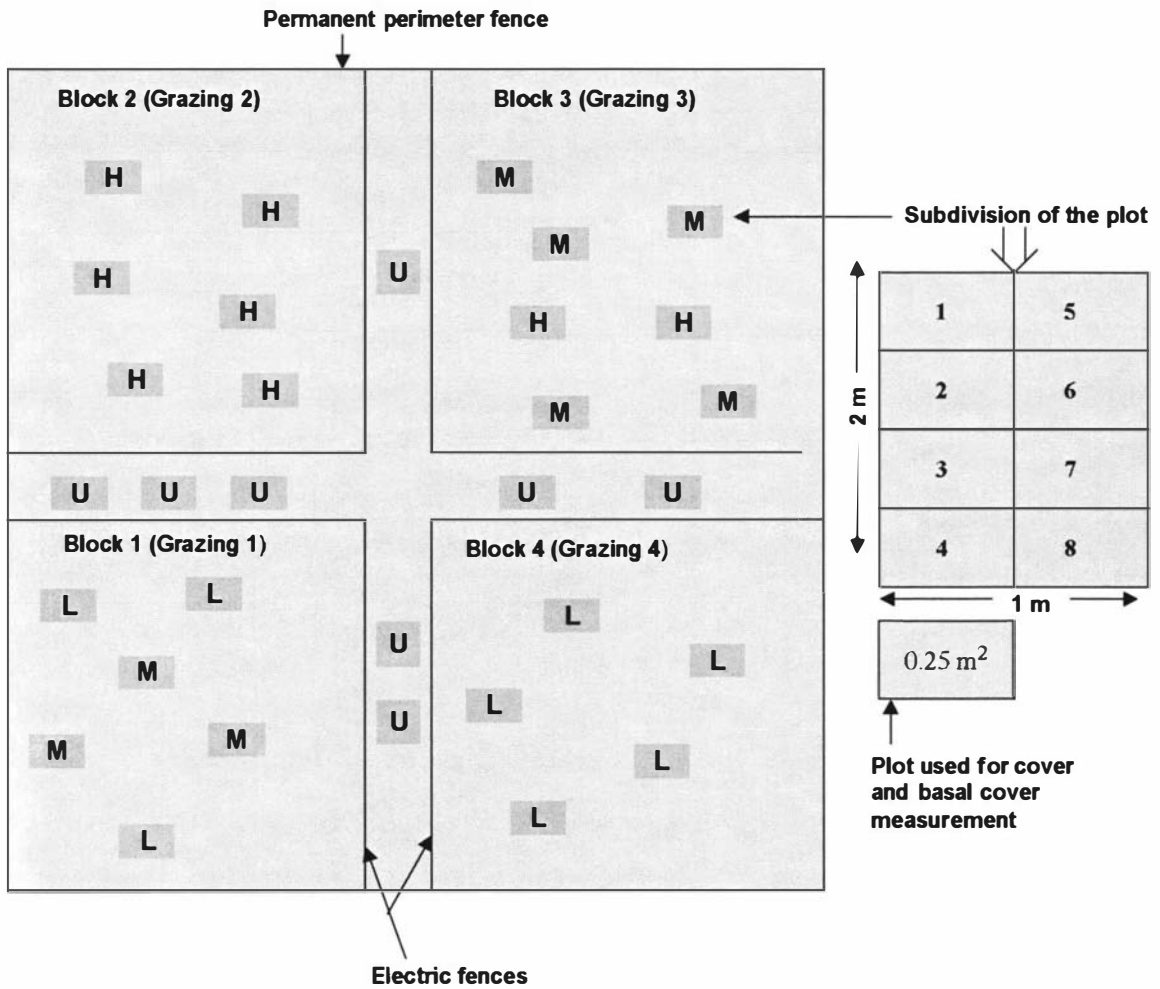 Permanent perimeter fence
Block 2 (Grazing 2)
Block 3 (Grazing 3)
H
M
H
M
Subdivision of the plot
M
H
U
H
H
H
H
H
H
M
M
1
5
2
6
3
7
4
8
2 m
1 m
U
U
U
U
U
Block 1 (Grazing 1)
Block 4 (Grazing 4)
L
L
L
M
U
L
L
M
M
U
L
L
L
0.25 m²
Plot used for cover
and basal cover
measurement
Electric fences